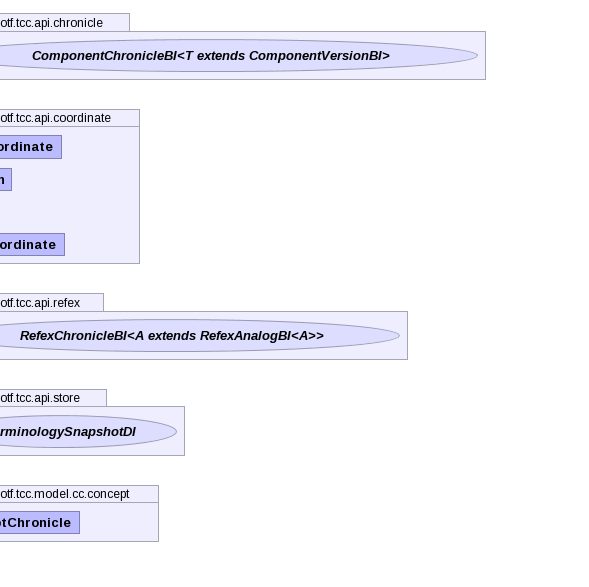 otf.tcc.api.chronicle
ComponentChronicleBI<T extends ComponentVersionBI>
otf.tcc.api.coordinate
ordinate
n
ordinate
otf.tcc.api.refex
RefexChronicleBI<A extends RefexAnalogBI<A>>
otf.tcc.api.store
rminologySnapshotDI
otf.tcc.model.cc.concept
tChronicle